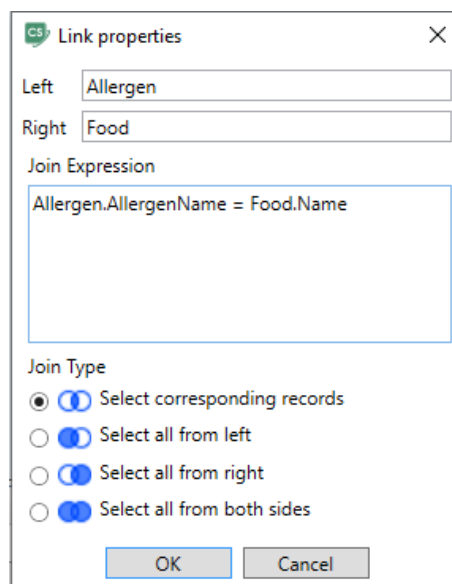 CS Link properties
Left Allergen
Right Food
Join Expression
Allergen.AllergenName = Food.Name
Join Type
Select corresponding records
Select all from left
Select all from right
Select all from both sides
OK Cancel